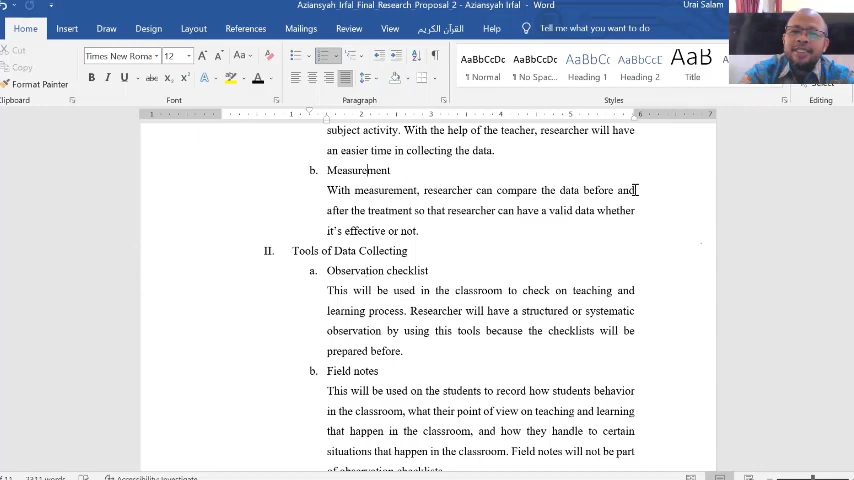 Aziansyah Irfal_Final_Research Proposal 2 - Aziansyah Irfal - Word
Urai Salam
Home Insert Draw Design Layout References Mailings Review View القرآن الكريم Help Tell me what you want to do
Cut
Copy
Format Painter
Times New Roma 12
Clipboard
Font
Paragraph
AaBbCcDc AaBbCcDc AaBbCc AaBbCcD AaB
¶ Normal ¶ No Spac... Heading 1 Heading 2 Title
Styles
Editing
subject activity. With the help of the teacher, researcher will have
an easier time in collecting the data.
b. Measurement
With measurement, researcher can compare the data before and
after the treatment so that researcher can have a valid data whether
it's effective or not.
II. Tools of Data Collecting
a. Observation checklist
This will be used in the classroom to check on teaching and
learning process. Researcher will have a structured or systematic
observation by using this tools because the checklists will be
prepared before.
b. Field notes
This will be used on the students to record how students behavior
in the classroom, what their point of view on teaching and learning
that happen in the classroom, and how they handle to certain
situations that happen in the classroom. Field notes will not be part
of observation checklists